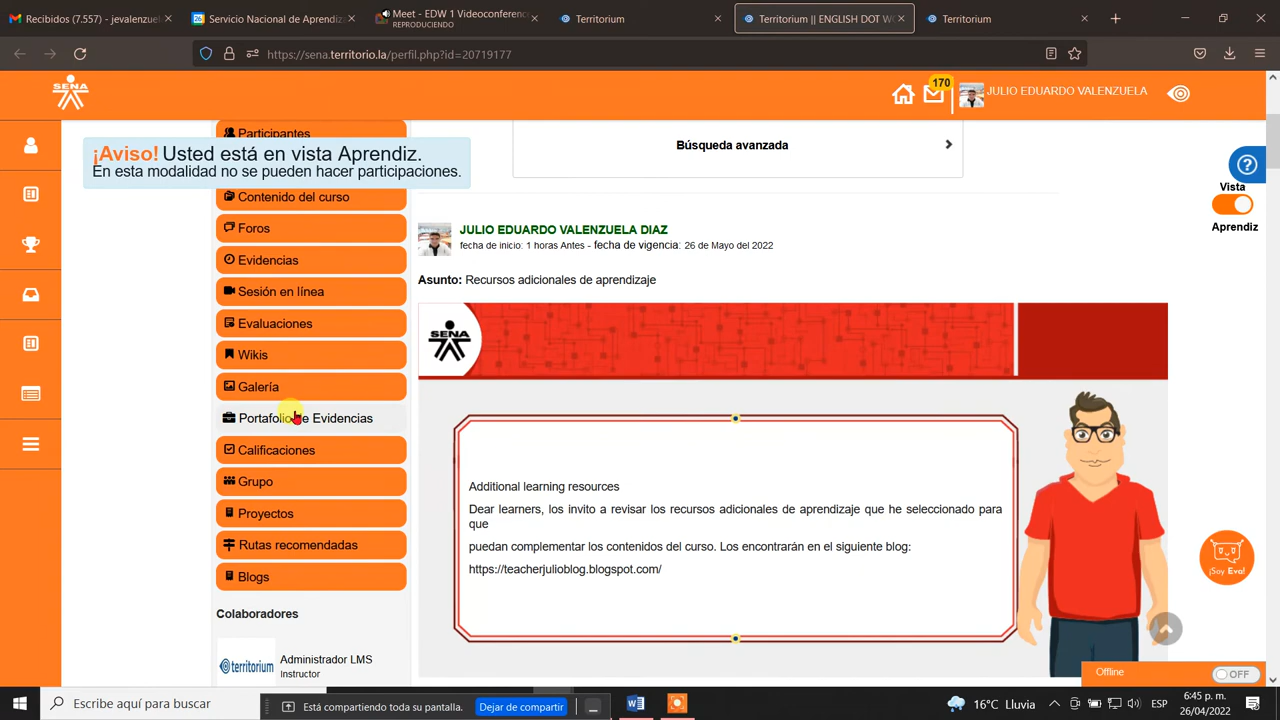 Recibidos (7.557) - jevalenzuel
Servicio Nacional de Aprendiza
Meet - EDW 1 Videoconferenc
REPRODUCIENDO
Territorium
Territorium || ENGLISH DOT WO
Territorium
https://sena.territorio.la/perfil.php?id=20719177
SENA
170
JULIO EDUARDO VALENZUELA
Participantes
¡Aviso! Usted está en vista Aprendiz.
En esta modalidad no se pueden hacer participaciones.
Contenido del curso
Foros
Evidencias
Sesión en línea
Evaluaciones
Wikis
Galería
Portafolio de Evidencias
Calificaciones
Grupo
Proyectos
Rutas recomendadas
Blogs
Colaboradores
territorium
Administrador LMS
Instructor
Búsqueda avanzada
Vista
Aprendiz
JULIO EDUARDO VALENZUELA DIAZ
fecha de inicio: 1 horas Antes - fecha de vigencia: 26 de Mayo del 2022
Asunto: Recursos adicionales de aprendizaje
SENA
Additional learning resources
Dear learners, los invito a revisar los recursos adicionales de aprendizaje que he seleccionado para
que
puedan complementar los contenidos del curso. Los encontrarán en el siguiente blog:
https://teacherjulioblog.blogspot.com/
¡Soy Eva!
Offline
OFF
Escribe aquí para buscar
Está compartiendo toda su pantalla.
Dejar de compartir
16°C Lluvia
ESP
6:45 p. m.
26/04/2022